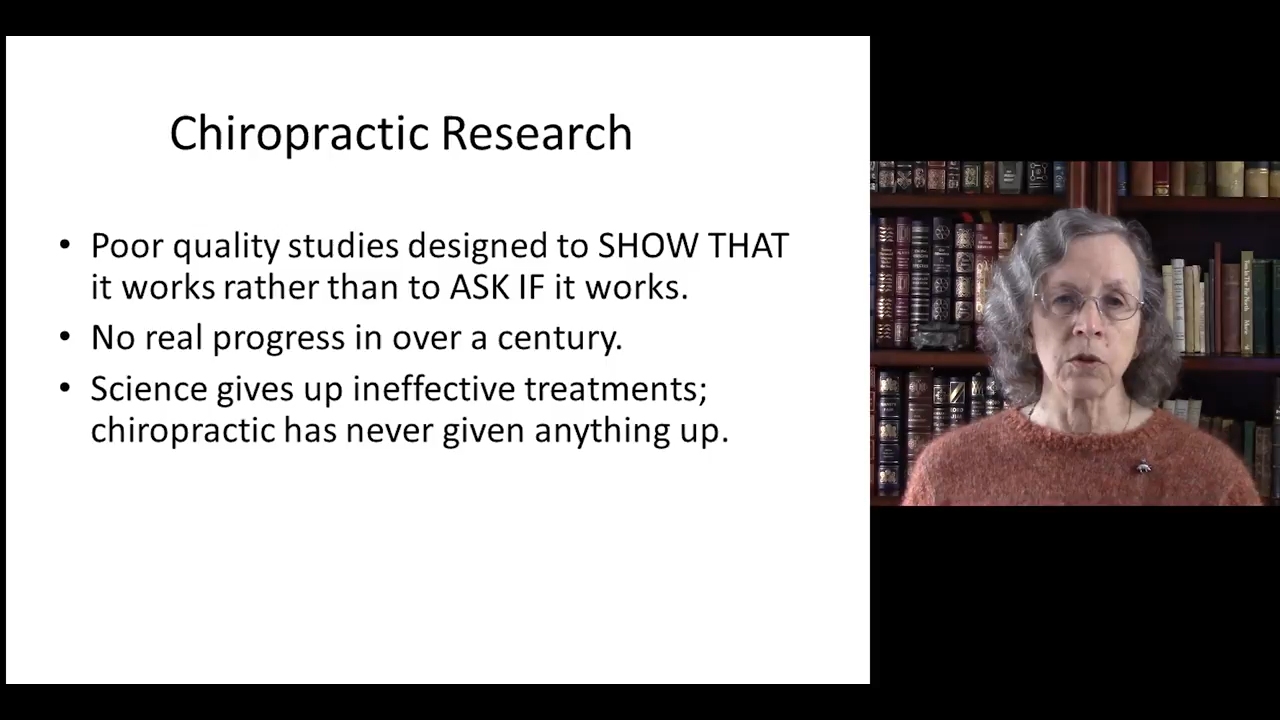 Chiropractic Research
• Poor quality studies designed to SHOW THAT
it works rather than to ASK IF it works.
• No real progress in over a century.
• Science gives up ineffective treatments;
chiropractic has never given anything up.